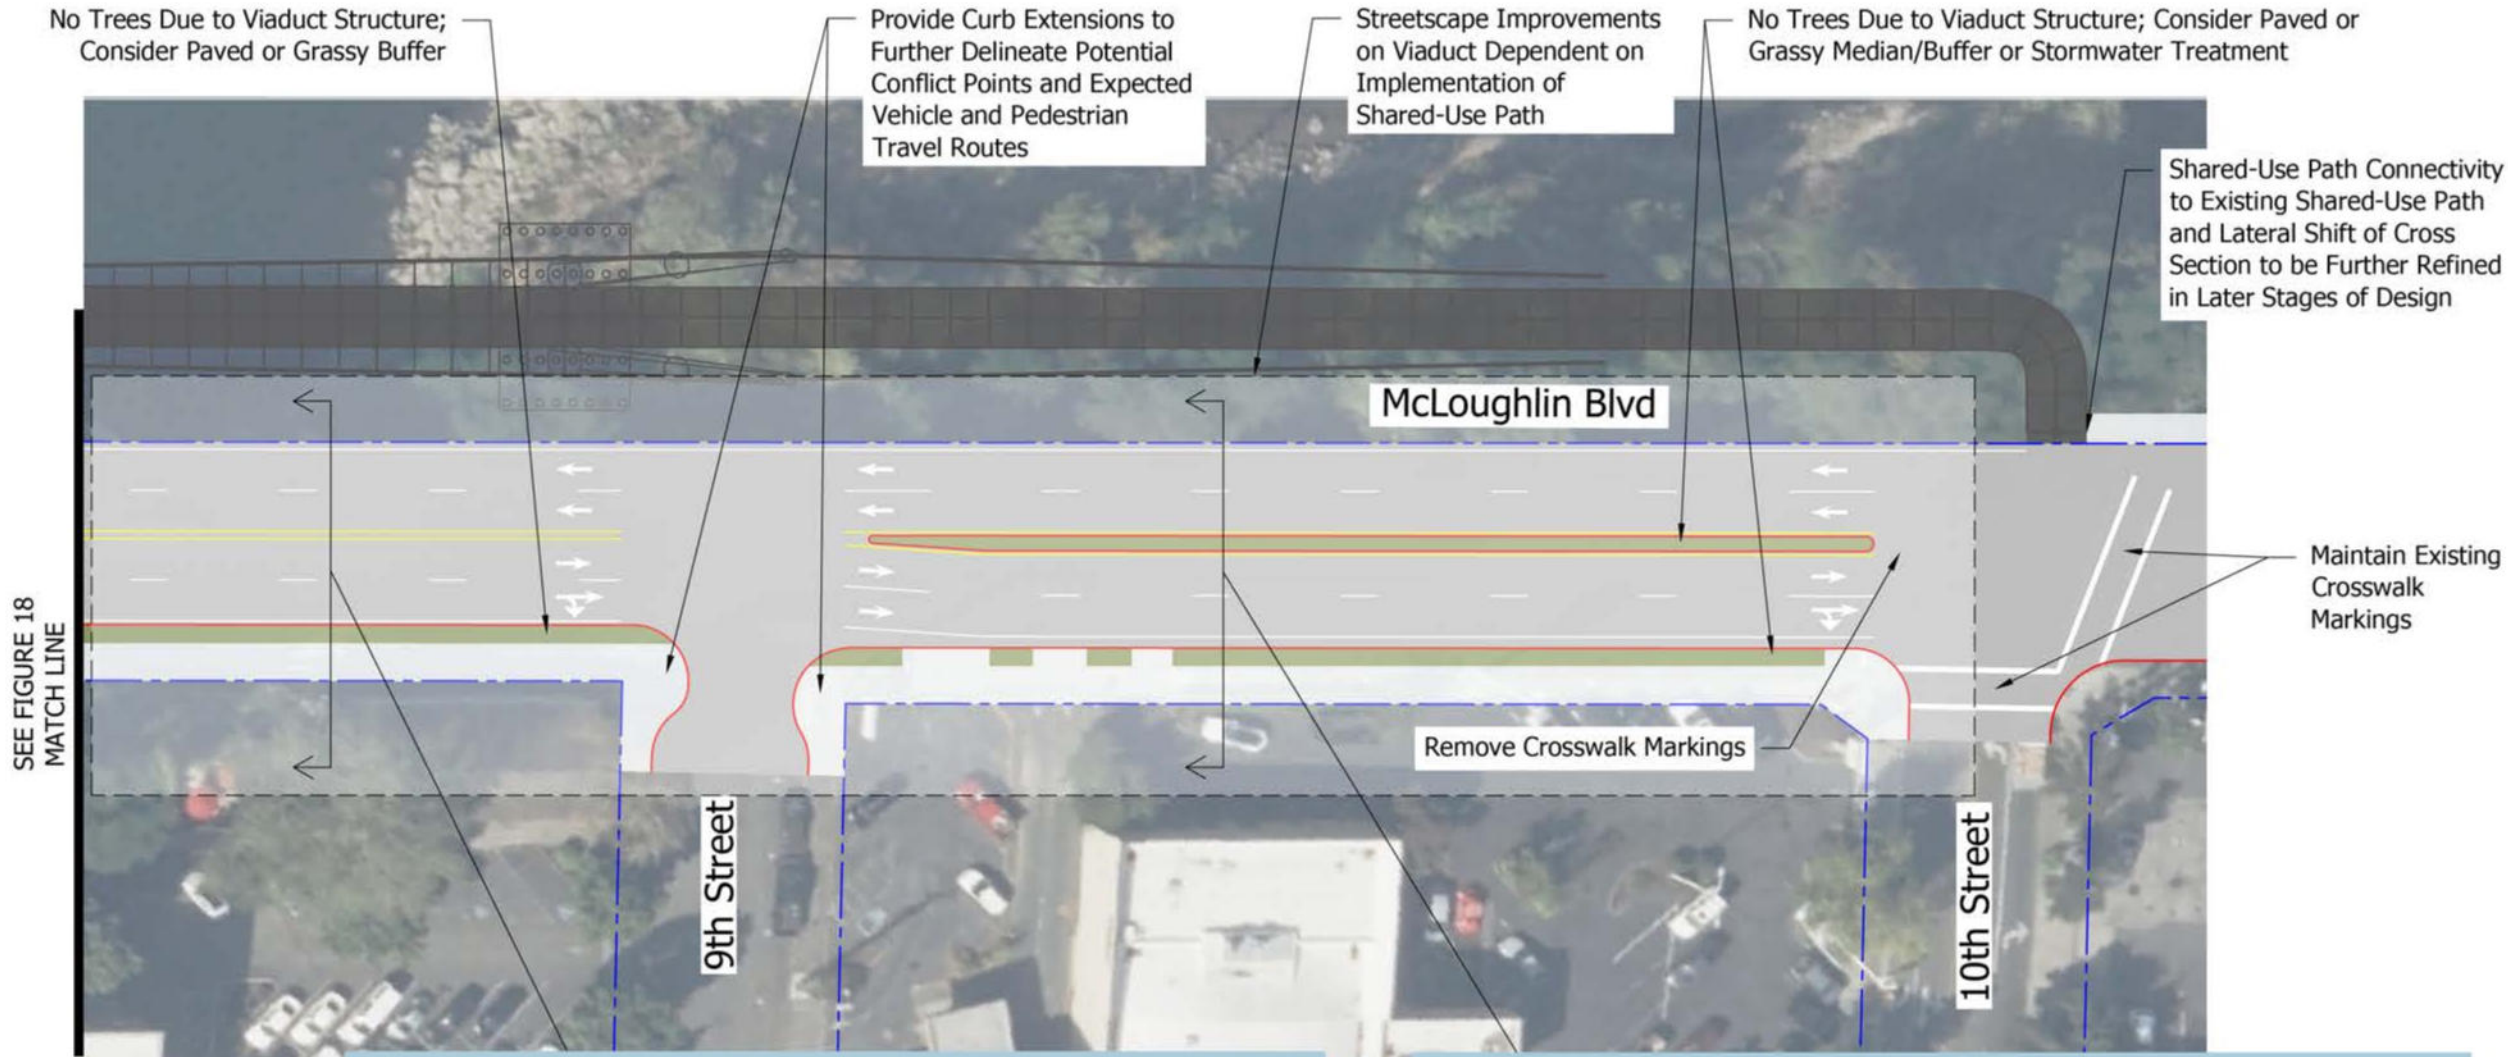 No Trees Due to Viaduct Structure;
Consider Paved or Grassy Buffer
Provide Curb Extensions to
Further Delineate Potential
Conflict Points and Expected
Vehicle and Pedestrian
Travel Routes
Streetscape Improvements
on Viaduct Dependent on
Implementation of
Shared-Use Path
No Trees Due to Viaduct Structure; Consider Paved or
Grassy Median/Buffer or Stormwater Treatment
Shared-Use Path Connectivity
to Existing Shared-Use Path
and Lateral Shift of Cross
Section to be Further Refined
in Later Stages of Design
McLoughlin Blvd
Maintain Existing
Crosswalk
Markings
SEE FIGURE 18
MATCH LINE
Remove Crosswalk Markings
9th Street
10th Street